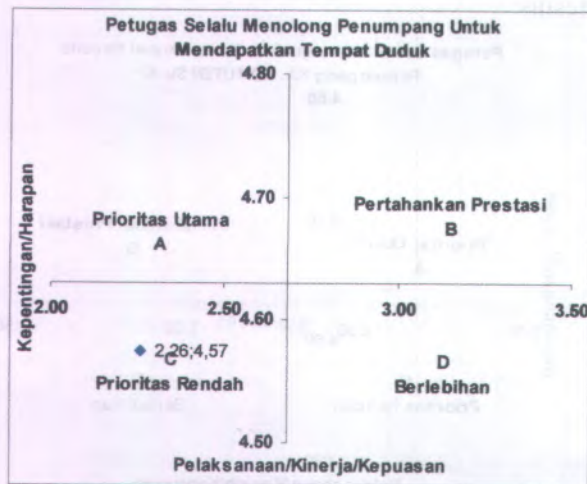 Petugas Selalu Menolong Penumpang Untuk
Mendapatkan Tempat Duduk
4.80
4.70
Prioritas Utama
A
Pertahankan Prestasi
B
Kepentingan/Harapan
2.00
2.50
3.00
3.50
4.60
2,26;4,57
C
Prioritas Rendah
D
Berlebihan
4.50
Pelaksanaan/Kinerja/Kepuasan